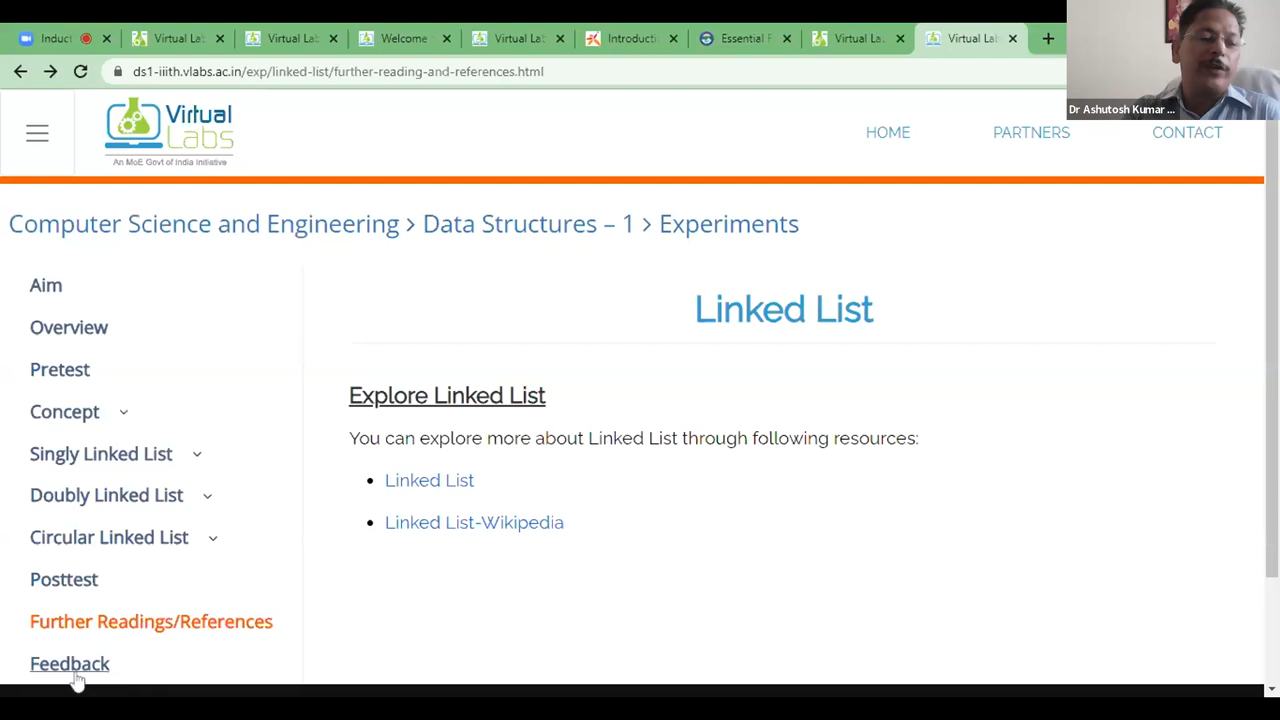 Induct
Virtual La
Virtual Lab
Welcome
Virtual Lab
Introducti
Essential F
Virtual La
Virtual Lab
ds1-iiith.vlabs.ac.in/exp/linked-list/further-reading-and-references.html
Dr Ashutosh Kumar ...
Virtual
Labs
An MoE Govt of India Initiative
HOME
PARTNERS
CONTACT
Computer Science and Engineering > Data Structures – 1 > Experiments
Aim
Overview
Pretest
Concept
Singly Linked List
Doubly Linked List
Circular Linked List
Posttest
Further Readings/References
Feedback
Linked List
Explore Linked List
You can explore more about Linked List through following resources:
• Linked List
• Linked List-Wikipedia